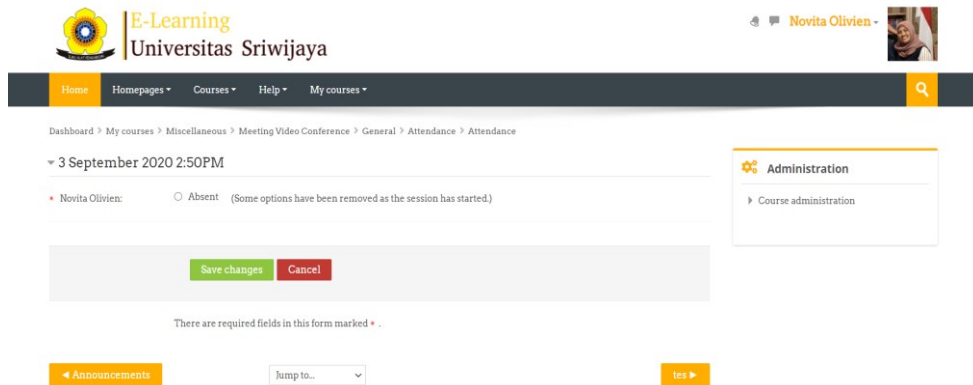 E-Learning
Universitas Sriwijaya
Novita Olivien
Home Homepages Courses Help My courses
Dashboard > My courses > Miscellaneous > Meeting Video Conference > General > Attendance > Attendance
3 September 2020 2:50PM
* Novita Olivien: Absent (Some options have been removed as the session has started.)
Save changes Cancel
There are required fields in this form marked * .
◀ Announcements Jump to... tes ▶
Administration
Course administration